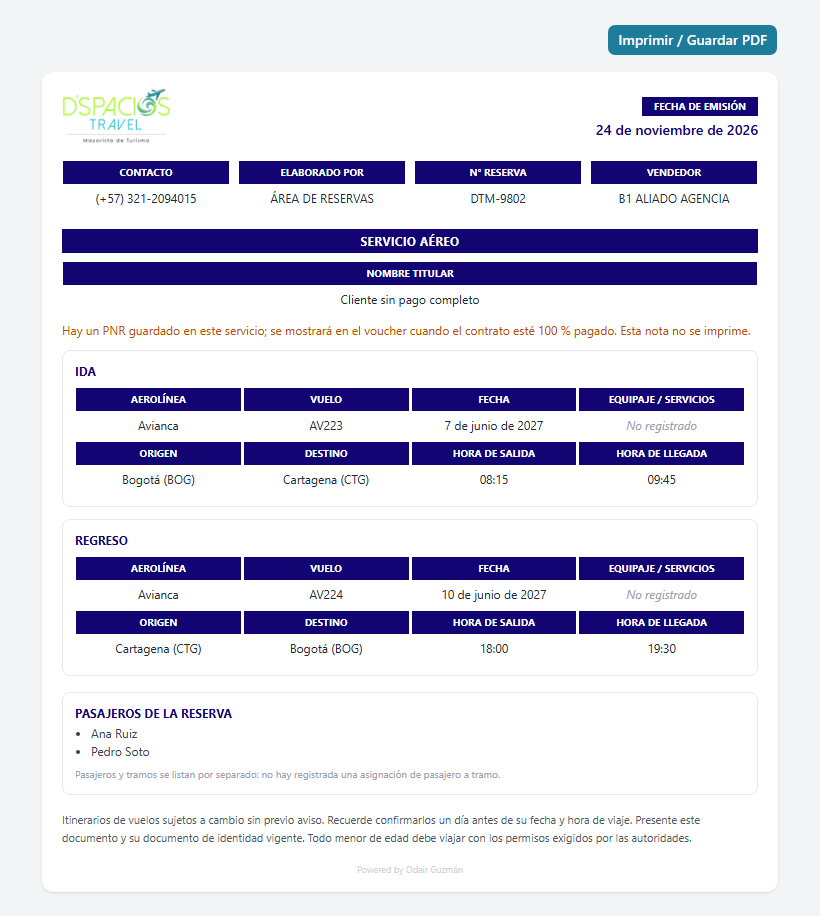 Imprimir / Guardar PDF
D'SPACIOS
TRAVEL
Mayorista de Turismo
FECHA DE EMISIÓN
24 de noviembre de 2026
CONTACTO ELABORADO POR N° RESERVA VENDEDOR
(+57) 321-2094015 ÁREA DE RESERVAS DTM-9802 B1 ALIADO AGENCIA
SERVICIO AÉREO
NOMBRE TITULAR
Cliente sin pago completo
Hay un PNR guardado en este servicio; se mostrará en el voucher cuando el contrato esté 100 % pagado. Esta nota no se imprime.
IDA
AEROLÍNEA VUELO FECHA EQUIPAJE / SERVICIOS
Avianca AV223 7 de junio de 2027 No registrado
ORIGEN DESTINO HORA DE SALIDA HORA DE LLEGADA
Bogotá (BOG) Cartagena (CTG) 08:15 09:45
REGRESO
AEROLÍNEA VUELO FECHA EQUIPAJE / SERVICIOS
Avianca AV224 10 de junio de 2027 No registrado
ORIGEN DESTINO HORA DE SALIDA HORA DE LLEGADA
Cartagena (CTG) Bogotá (BOG) 18:00 19:30
PASAJEROS DE LA RESERVA
• Ana Ruiz
• Pedro Soto
Pasajeros y tramos se listan por separado: no hay registrada una asignación de pasajero a tramo.
Itinerarios de vuelos sujetos a cambio sin previo aviso. Recuerde confirmarlos un día antes de su fecha y hora de viaje. Presente este
documento y su documento de identidad vigente. Todo menor de edad debe viajar con los permisos exigidos por las autoridades.
Powered by Odair Guzmán